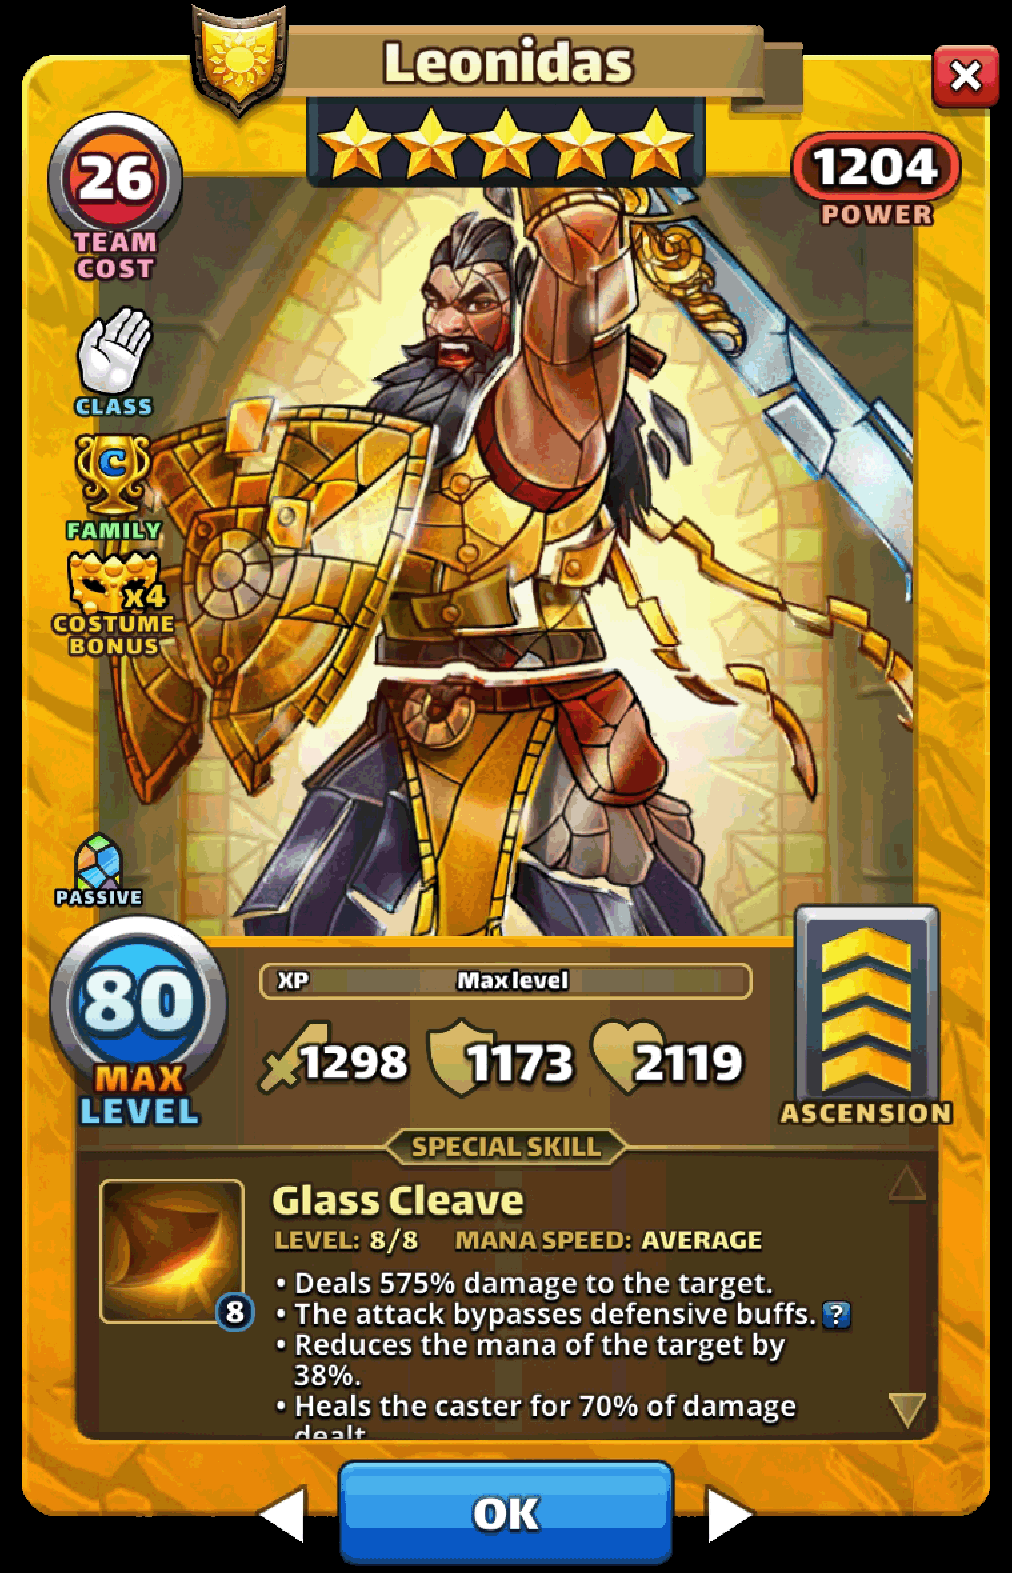 Leonidas
26
TEAM
COST
1204
POWER
CLASS
C
FAMILY
x4
COSTUME
BONUS
PASSIVE
80
MAX
LEVEL
XP Max level
1298 1173 2119
ASCENSION
SPECIAL SKILL
Glass Cleave
LEVEL: 8/8 MANA SPEED: AVERAGE
8
• Deals 575% damage to the target.
• The attack bypasses defensive buffs. ?
• Reduces the mana of the target by
38%.
• Heals the caster for 70% of damage
dealt
OK